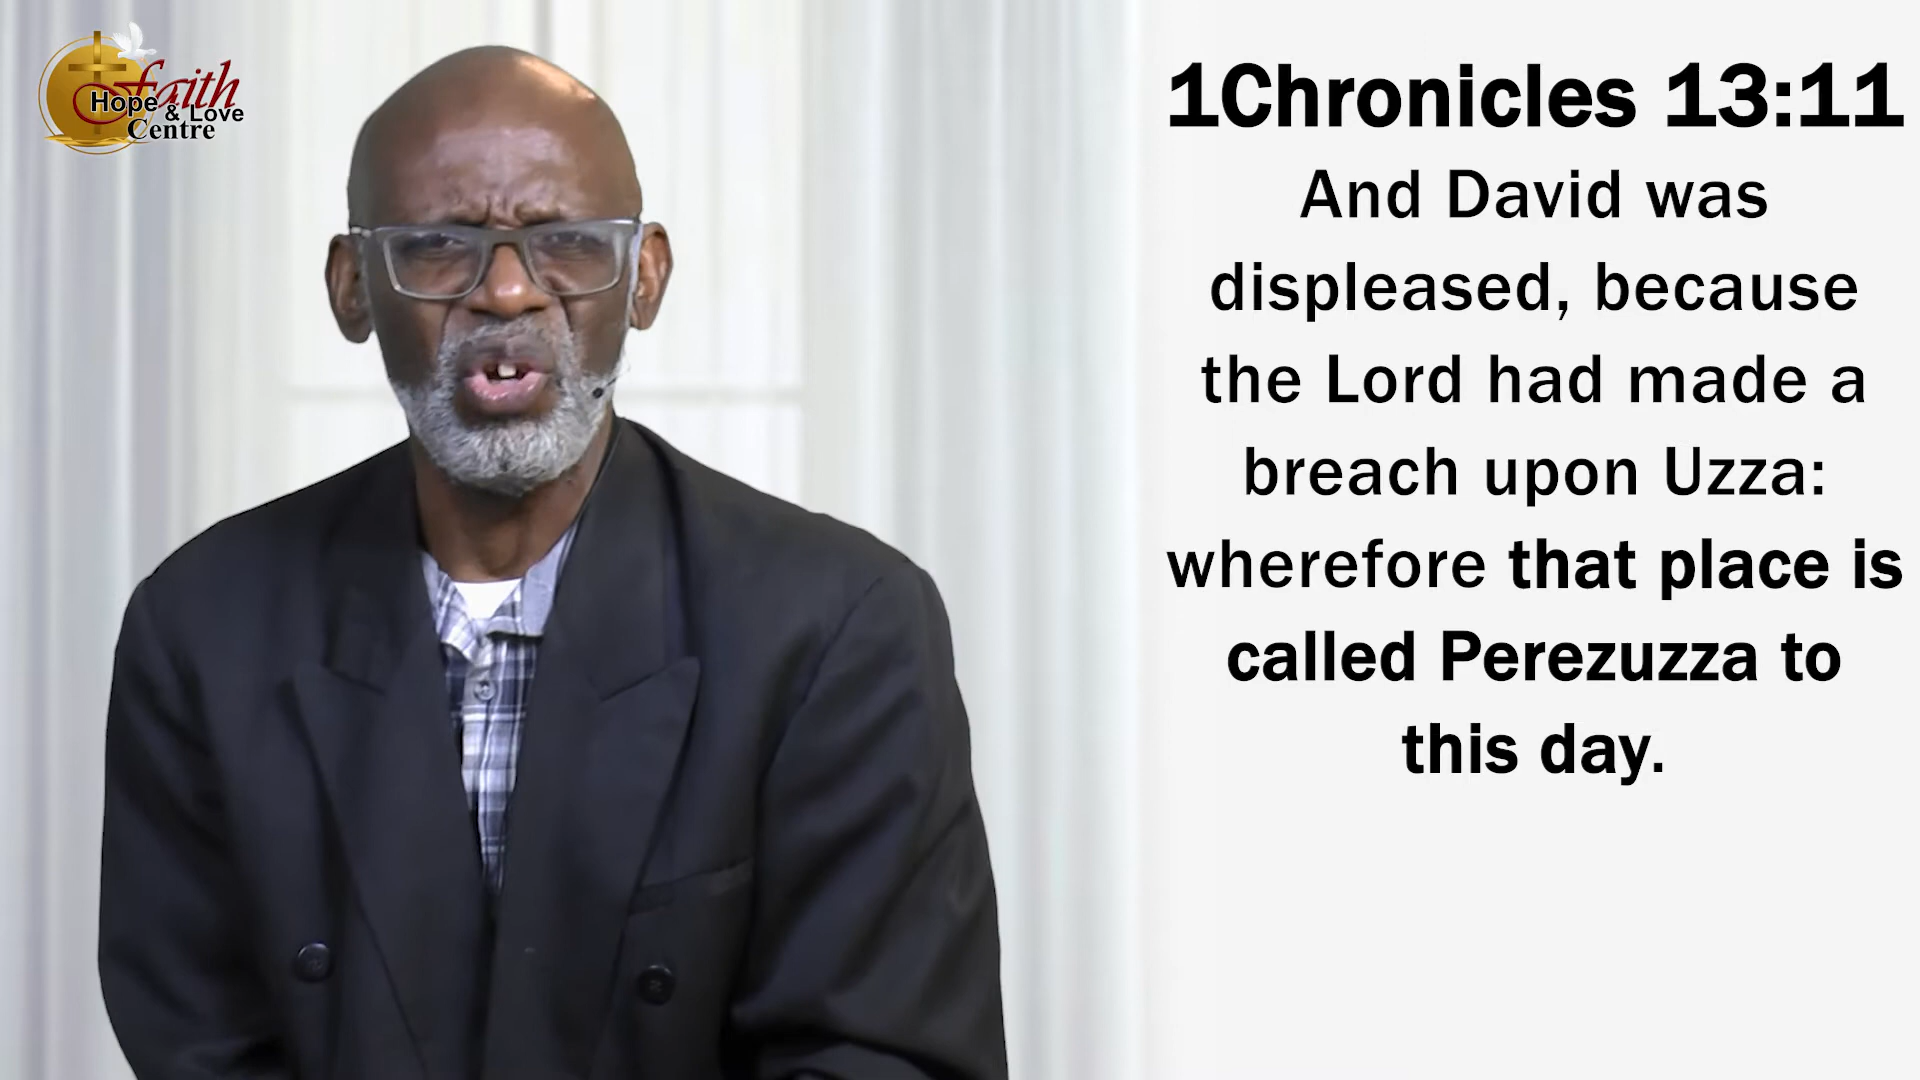 faith
Hope
& Love
Centre
1Chronicles 13:11
And David was
displeased, because
the Lord had made a
breach upon Uzza:
wherefore that place is
called Perezuzza to
this day.